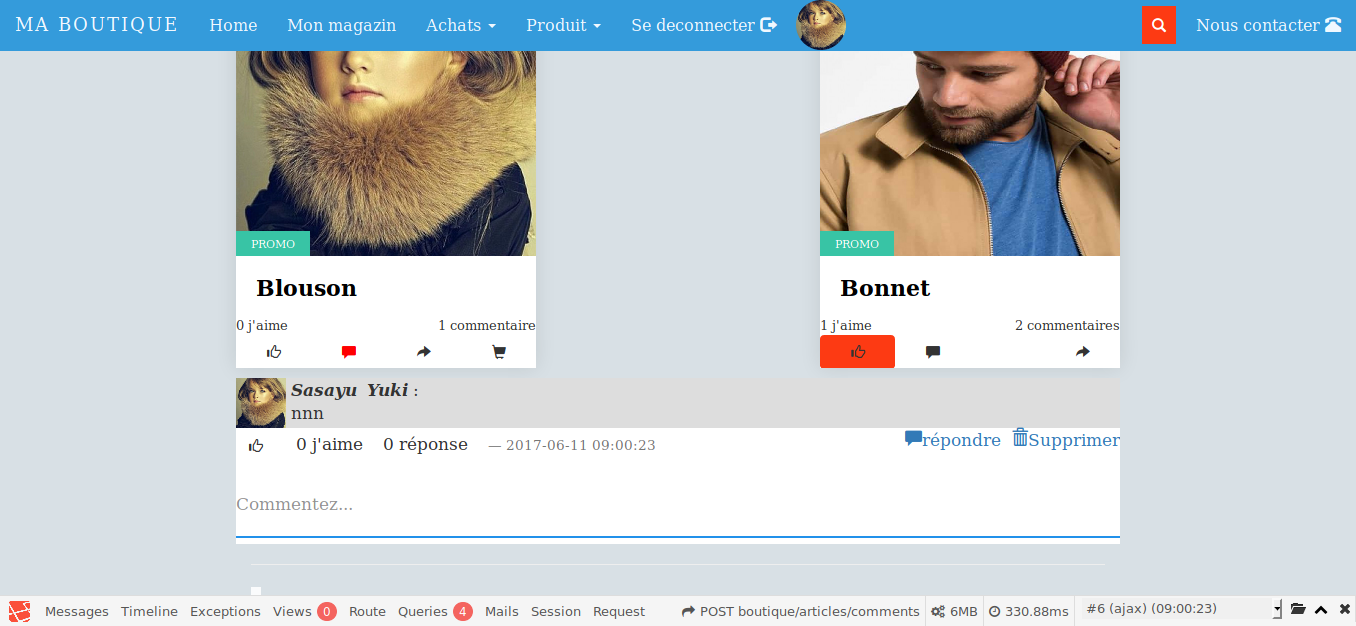 MA BOUTIQUE Home Mon magazin Achats Produit Se deconnecter Nous contacter
PROMO PROMO
Blouson Bonnet
0 j'aime 1 commentaire 1 j'aime 2 commentaires
Sasayu Yuki :
nnn
0 j'aime 0 réponse — 2017-06-11 09:00:23 répondre Supprimer
Commentez...
Messages Timeline Exceptions Views 0 Route Queries 4 Mails Session Request POST boutique/articles/comments 6MB 330.88ms #6 (ajax) (09:00:23)